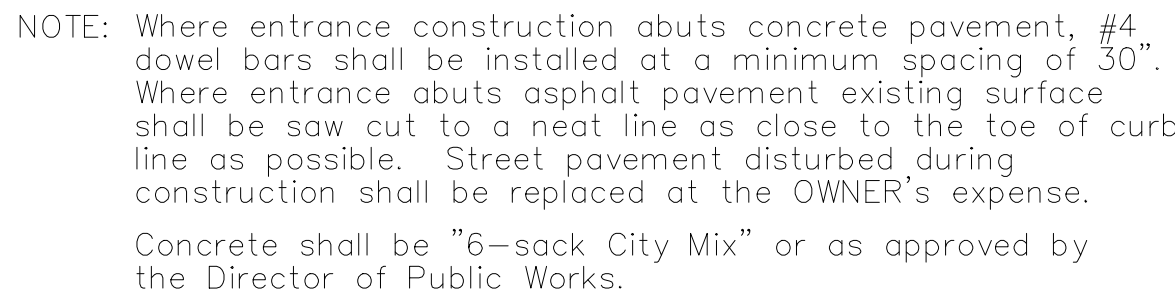 NOTE: Where entrance construction abuts concrete pavement, #4
dowel bars shall be installed at a minimum spacing of 30".
Where entrance abuts asphalt pavement existing surface
shall be saw cut to a neat line as close to the toe of curb
line as possible. Street pavement disturbed during
construction shall be replaced at the OWNER's expense.
Concrete shall be "6-sack City Mix" or as approved by
the Director of Public Works.